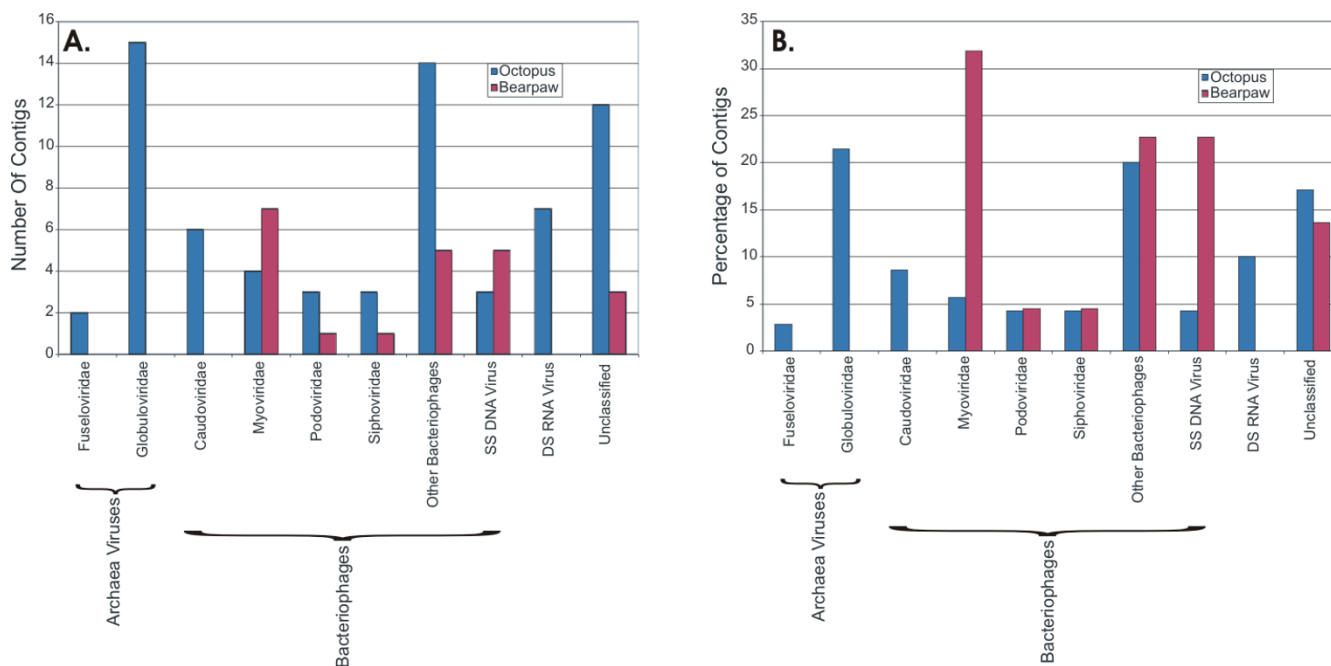 A.
Number Of Contigs
16
14
12
10
8
6
4
2
0
Octopus
Bearpaw
Fuseloviridae
Globuloviridae
Caudoviridae
Myoviridae
Podoviridae
Siphoviridae
Other Bacteriophages
SS DNA Virus
DS RNA Virus
Unclassified
Archaea Viruses
Bacteriophages
B.
Percentage of Contigs
35
30
25
20
15
10
5
0
Octopus
Bearpaw
Fuseloviridae
Globuloviridae
Caudoviridae
Myoviridae
Podoviridae
Siphoviridae
Other Bacteriophages
SS DNA Virus
DS RNA Virus
Unclassified
Archaea Viruses
Bacteriophages